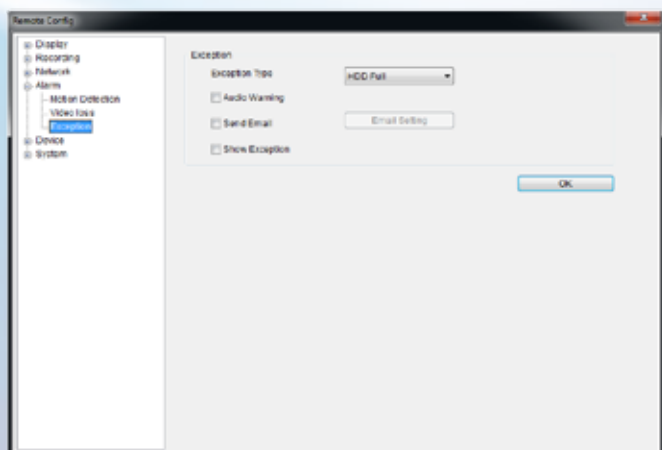 Remote Config
Display
Recording
Network
Alarm
Motion Detection
Video loss
Exception
Device
System
Exception
Exception Type
HDD Full
Audio Warning
Send Email
Email Setting
Show Exception
OK